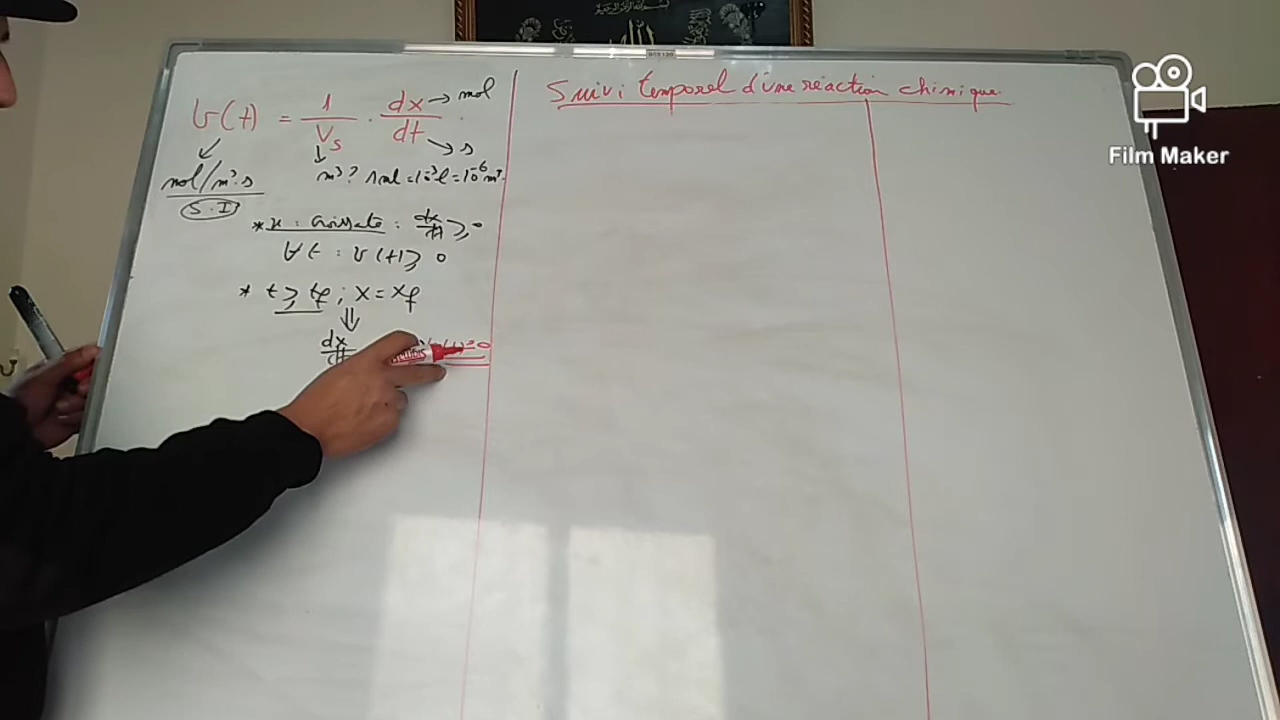 Suivi temporel d'une réaction chimique.
v(t) = 1/Vs . dx/dt → mol
→ s
mol/m³.s
m³? 1mL=10⁻³l=10⁻⁶m³.
S.I
* x : croissante : dx/dt ≥ 0
∀t : v(t) ≥ 0
* t ≥ tf ; x = xf
⇓
dx
=0
Film Maker